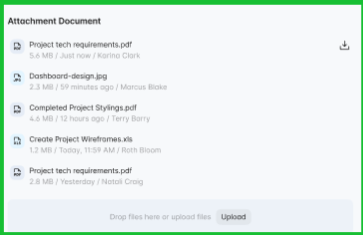 Attachment Document
Project tech requirements.pdf
5.6 MB / Just now / Karina Clark
Dashboard-design.jpg
2.3 MB / 59 minutes ago / Marcus Blake
Completed Project Stylings.pdf
4.6 MB / 12 hours ago / Terry Barry
Create Project Wireframes.xls
1.2 MB / Today, 11:59 AM / Roth Bloom
Project tech requirements.pdf
2.8 MB / Yesterday / Natali Craig
Drop files here or upload files Upload